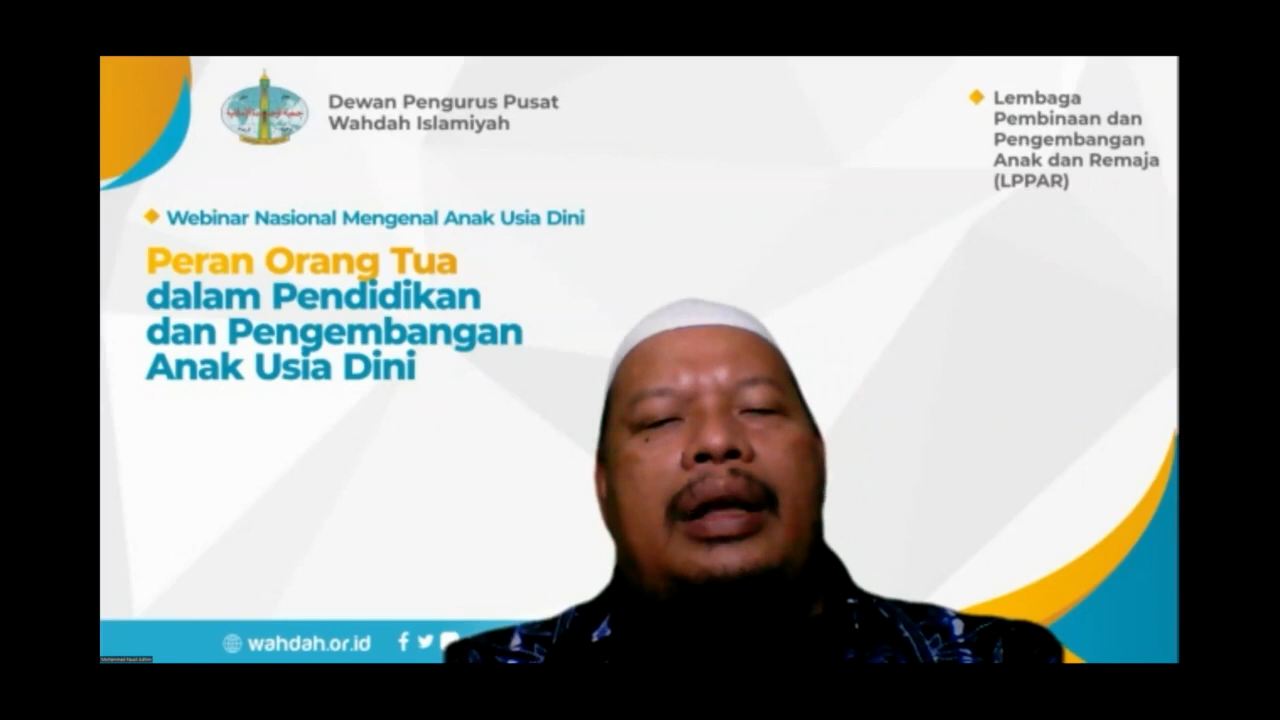 Dewan Pengurus Pusat
Wahdah Islamiyah
Lembaga
Pembinaan dan
Pengembangan
Anak dan Remaja
(LPPAR)
Webinar Nasional Mengenal Anak Usia Dini
Peran Orang Tua
dalam Pendidikan
dan Pengembangan
Anak Usia Dini
wahdah.or.id